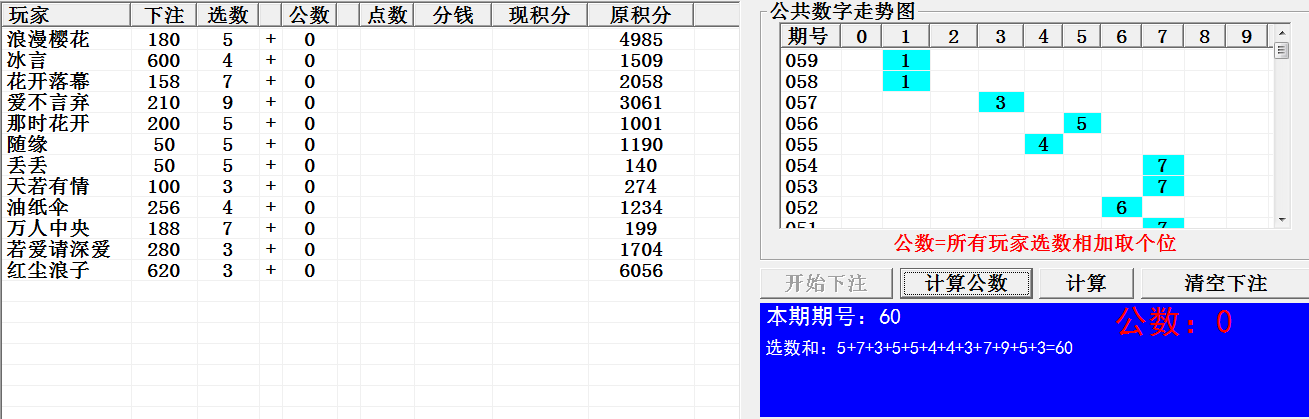 玩家 下注 选数 公数 点数 分钱 现积分 原积分
浪漫樱花 180 5 + 0 4985
冰言 600 4 + 0 1509
花开落幕 158 7 + 0 2058
爱不言弃 210 9 + 0 3061
那时花开 200 5 + 0 1001
随缘 50 5 + 0 1190
丢丢 50 5 + 0 140
天若有情 100 3 + 0 274
油纸伞 256 4 + 0 1234
万人中央 188 7 + 0 199
若爱请深爱 280 3 + 0 1704
红尘浪子 620 3 + 0 6056
公共数字走势图
期号 0 1 2 3 4 5 6 7 8 9
059 1
058 1
057 3
056 5
055 4
054 7
053 7
052 6
051 7
公数=所有玩家选数相加取个位
开始下注 计算公数 计算 清空下注
本期期号：60 公数：0
选数和：5+7+3+5+5+4+4+3+7+9+5+3=60